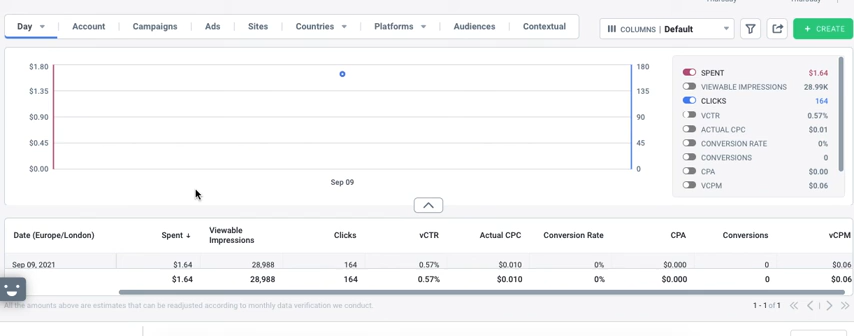 Day Account Campaigns Ads Sites Countries Platforms Audiences Contextual COLUMNS | Default + CREATE
$1.80 180
$1.35 135
$0.90 90
$0.45 45
$0.00 0
Sep 09
SPENT $1.64
VIEWABLE IMPRESSIONS 28.99K
CLICKS 164
VCTR 0.57%
ACTUAL CPC $0.01
CONVERSION RATE 0%
CONVERSIONS 0
CPA $0.00
VCPM $0.06
Date (Europe/London) Spent ↓ Viewable Impressions Clicks vCTR Actual CPC Conversion Rate CPA Conversions vCPM
Sep 09, 2021 $1.64 28,988 164 0.57% $0.010 0% $0.000 0 $0.06
$1.64 28,988 164 0.57% $0.010 0% $0.000 0 $0.06
All the amounts above are estimates that can be readjusted according to monthly data verification we conduct.
1 - 1 of 1